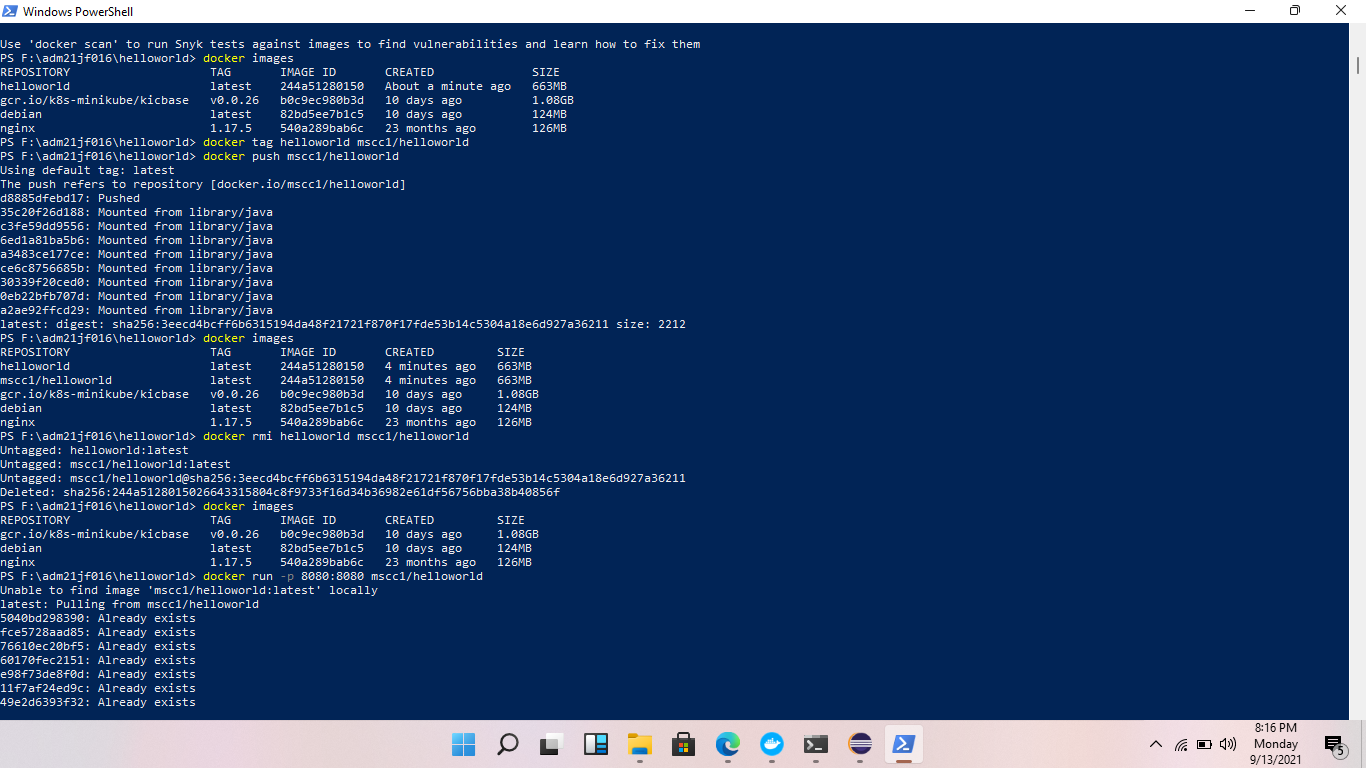 Windows PowerShell
Use 'docker scan' to run Snyk tests against images to find vulnerabilities and learn how to fix them
PS F:\adm21jf016\helloworld> docker images
REPOSITORY TAG IMAGE ID CREATED SIZE
helloworld latest 244a51280150 About a minute ago 663MB
gcr.io/k8s-minikube/kicbase v0.0.26 b0c9ec980b3d 10 days ago 1.08GB
debian latest 82bd5ee7b1c5 10 days ago 124MB
nginx 1.17.5 540a289bab6c 23 months ago 126MB
PS F:\adm21jf016\helloworld> docker tag helloworld mscc1/helloworld
PS F:\adm21jf016\helloworld> docker push mscc1/helloworld
Using default tag: latest
The push refers to repository [docker.io/mscc1/helloworld]
d8885dfebd17: Pushed
35c20f26d188: Mounted from library/java
c3fe59dd9556: Mounted from library/java
6ed1a81ba5b6: Mounted from library/java
a3483ce177ce: Mounted from library/java
ce6c8756685b: Mounted from library/java
30339f20ced0: Mounted from library/java
0eb22bfb707d: Mounted from library/java
a2ae92ffcd29: Mounted from library/java
latest: digest: sha256:3eecd4bcff6b6315194da48f21721f870f17fde53b14c5304a18e6d927a36211 size: 2212
PS F:\adm21jf016\helloworld> docker images
REPOSITORY TAG IMAGE ID CREATED SIZE
helloworld latest 244a51280150 4 minutes ago 663MB
mscc1/helloworld latest 244a51280150 4 minutes ago 663MB
gcr.io/k8s-minikube/kicbase v0.0.26 b0c9ec980b3d 10 days ago 1.08GB
debian latest 82bd5ee7b1c5 10 days ago 124MB
nginx 1.17.5 540a289bab6c 23 months ago 126MB
PS F:\adm21jf016\helloworld> docker rmi helloworld mscc1/helloworld
Untagged: helloworld:latest
Untagged: mscc1/helloworld:latest
Untagged: mscc1/helloworld@sha256:3eecd4bcff6b6315194da48f21721f870f17fde53b14c5304a18e6d927a36211
Deleted: sha256:244a5128015026643315804c8f9733f16d34b36982e61df56756bba38b40856f
PS F:\adm21jf016\helloworld> docker images
REPOSITORY TAG IMAGE ID CREATED SIZE
gcr.io/k8s-minikube/kicbase v0.0.26 b0c9ec980b3d 10 days ago 1.08GB
debian latest 82bd5ee7b1c5 10 days ago 124MB
nginx 1.17.5 540a289bab6c 23 months ago 126MB
PS F:\adm21jf016\helloworld> docker run -p 8080:8080 mscc1/helloworld
Unable to find image 'mscc1/helloworld:latest' locally
latest: Pulling from mscc1/helloworld
5040bd298390: Already exists
fce5728aad85: Already exists
76610ec20bf5: Already exists
60170fec2151: Already exists
e98f73de8f0d: Already exists
11f7af24ed9c: Already exists
49e2d6393f32: Already exists
8:16 PM
Monday
9/13/2021
5